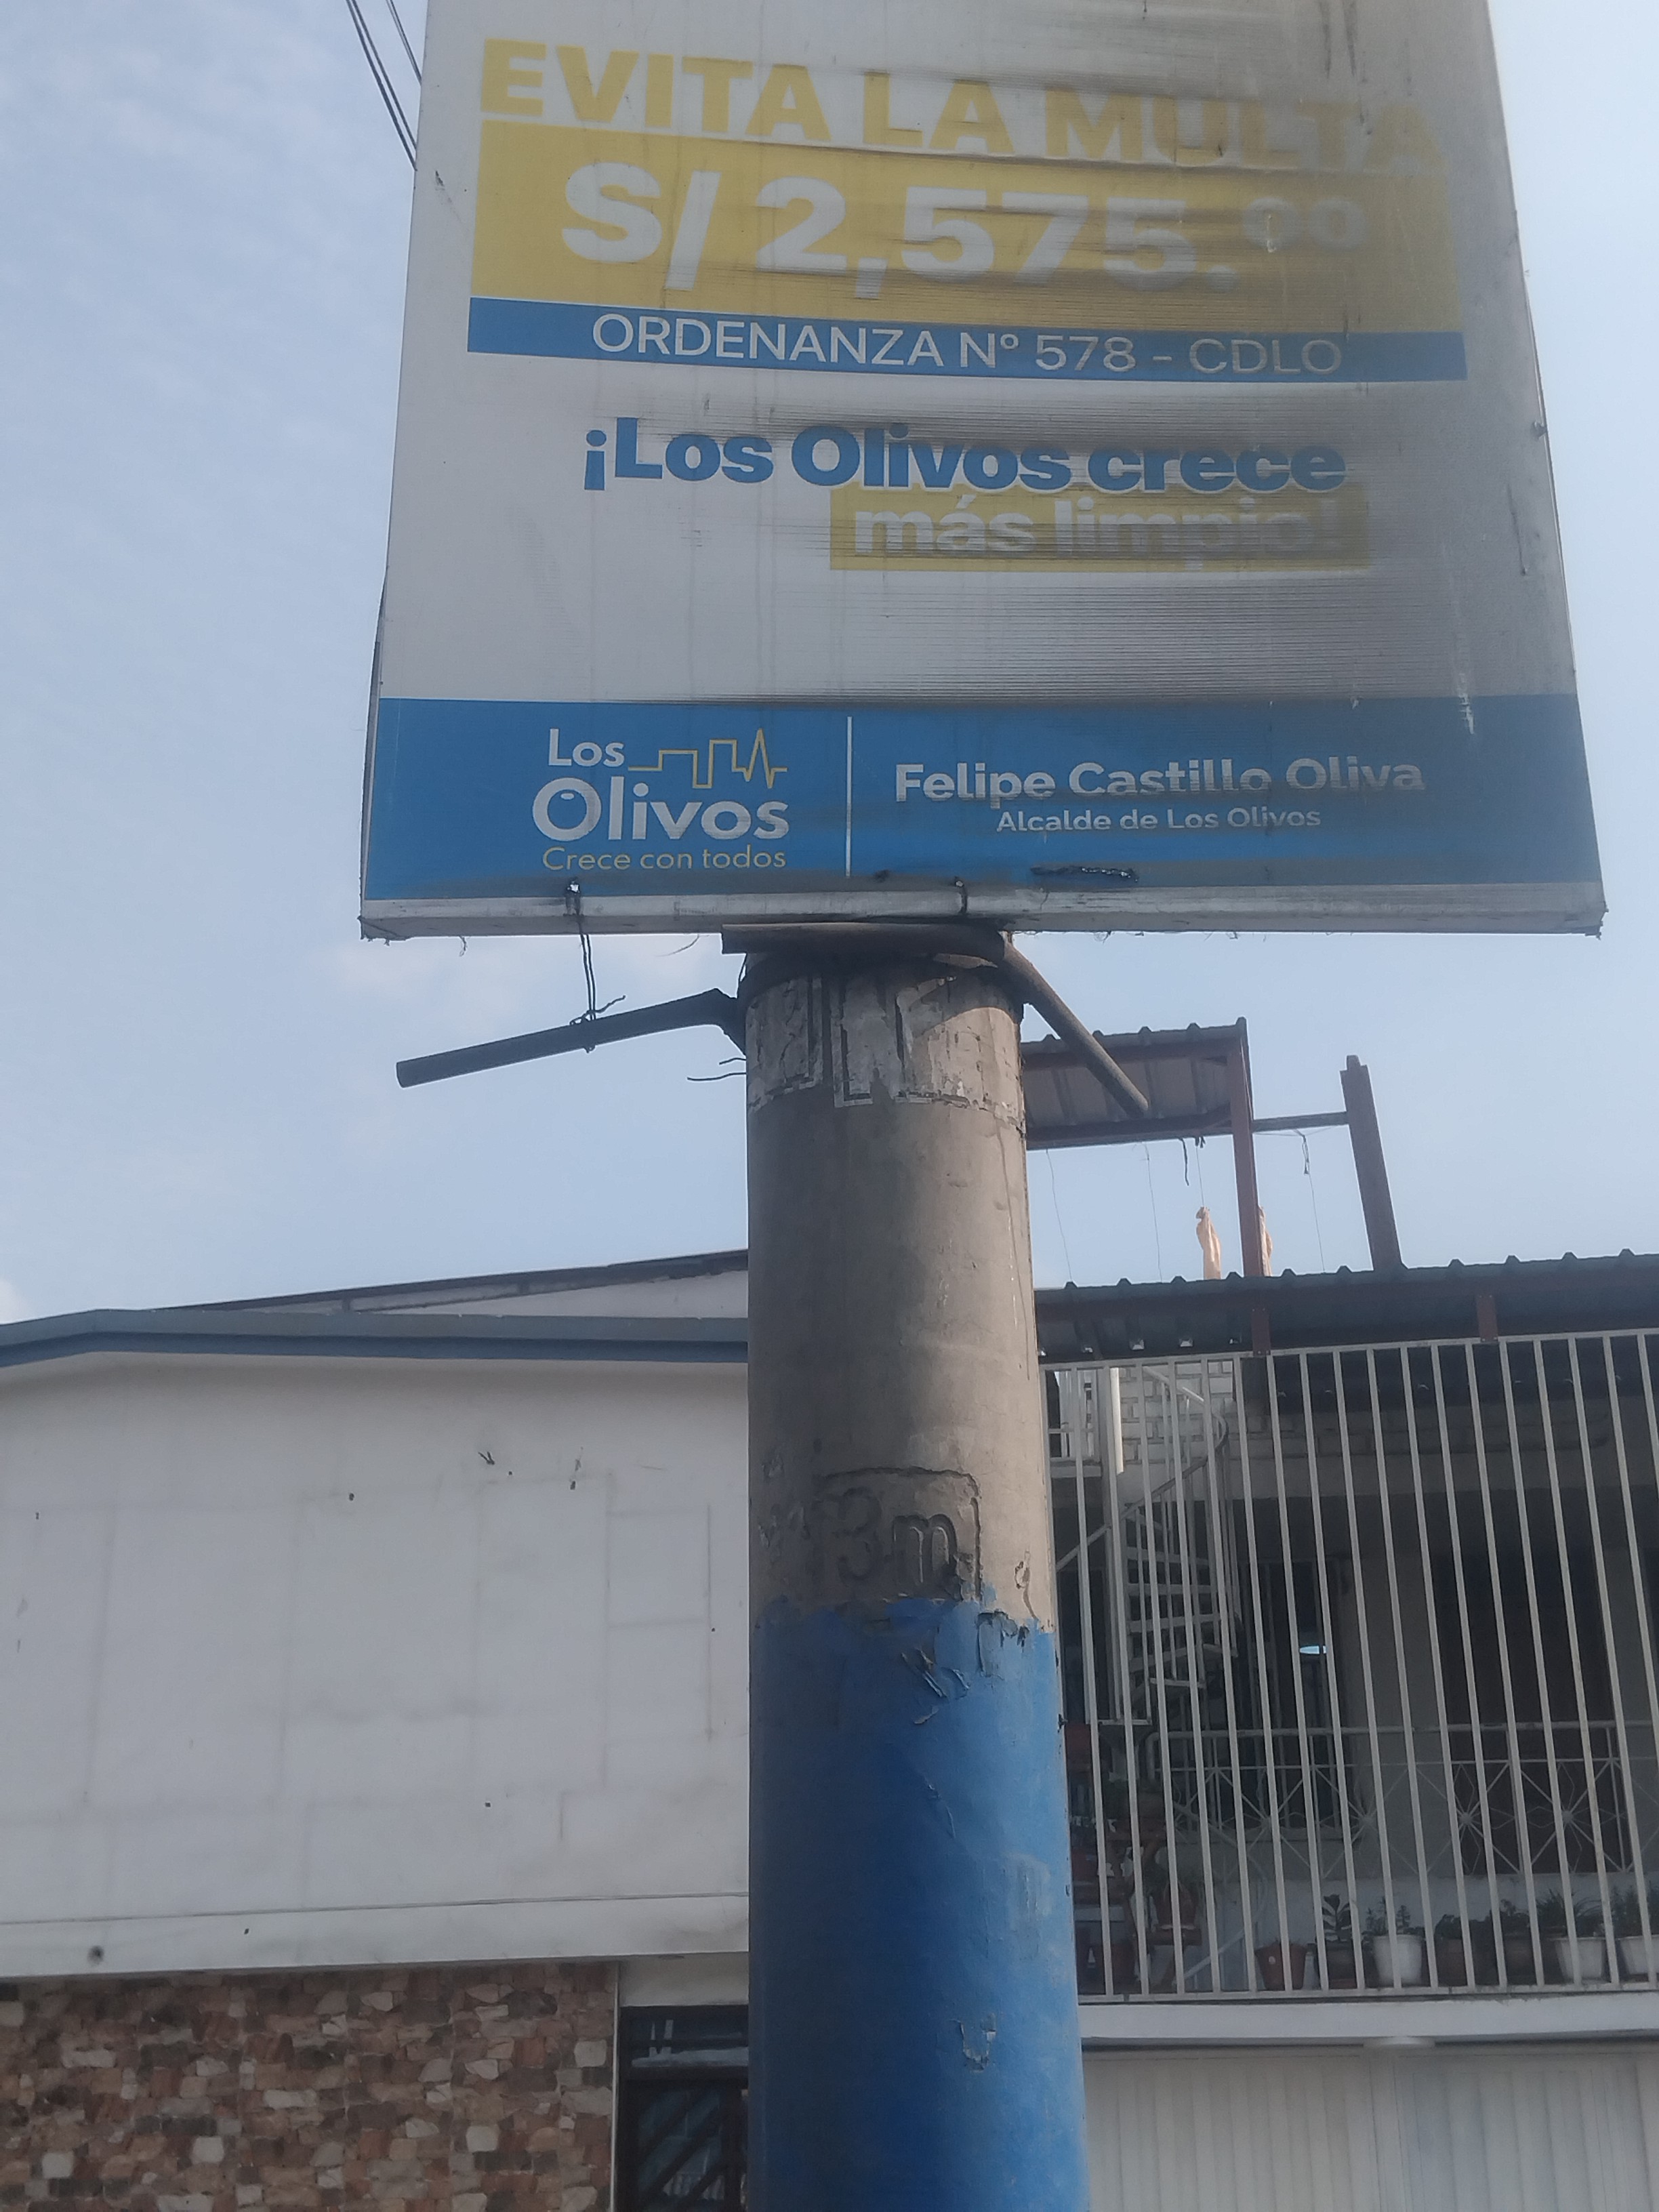 EVITA LA MULTA
S/ 2,575.00
ORDENANZA Nº 578 - CDLO
¡Los Olivos crece
más limpio!
Los
Olivos
Crece con todos
Felipe Castillo Oliva
Alcalde de Los Olivos
13m